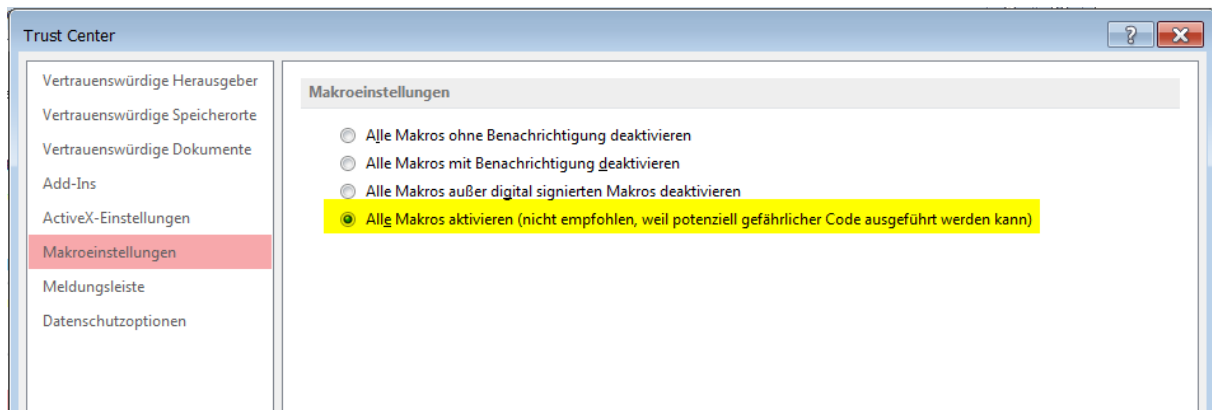 Trust Center
Vertrauenswürdige Herausgeber
Vertrauenswürdige Speicherorte
Vertrauenswürdige Dokumente
Add-Ins
ActiveX-Einstellungen
Makroeinstellungen
Meldungsleiste
Datenschutzoptionen
Makroeinstellungen
Alle Makros ohne Benachrichtigung deaktivieren
Alle Makros mit Benachrichtigung deaktivieren
Alle Makros außer digital signierten Makros deaktivieren
Alle Makros aktivieren (nicht empfohlen, weil potenziell gefährlicher Code ausgeführt werden kann)